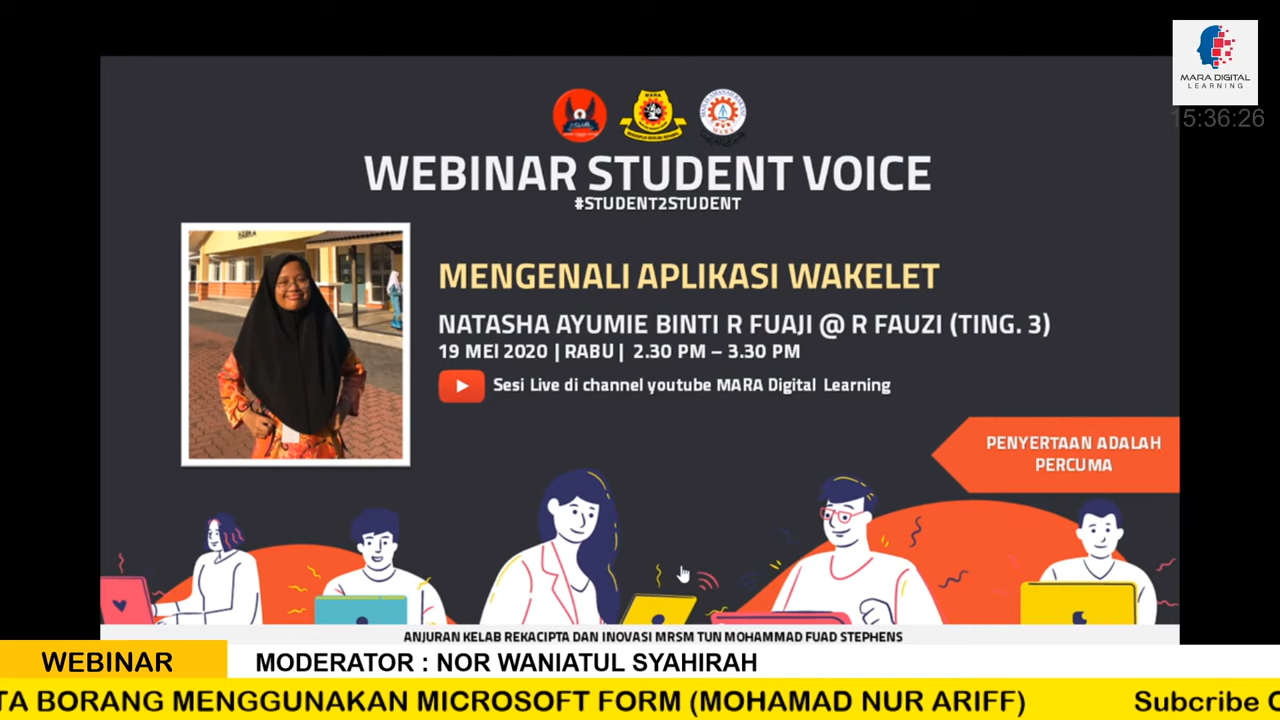 MARA DIGITAL
LEARNING
15:36:26
MARA
WEBINAR STUDENT VOICE
#STUDENT2STUDENT
MENGENALI APLIKASI WAKELET
NATASHA AYUMIE BINTI R FUAJI @ R FAUZI (TING. 3)
19 MEI 2020 | RABU | 2.30 PM – 3.30 PM
Sesi Live di channel youtube MARA Digital Learning
PENYERTAAN ADALAH
PERCUMA
ANJURAN KELAB REKACIPTA DAN INOVASI MRSM TUN MOHAMMAD FUAD STEPHENS
WEBINAR
MODERATOR : NOR WANIATUL SYAHIRAH
TA BORANG MENGGUNAKAN MICROSOFT FORM (MOHAMAD NUR ARIFF) Subcribe C